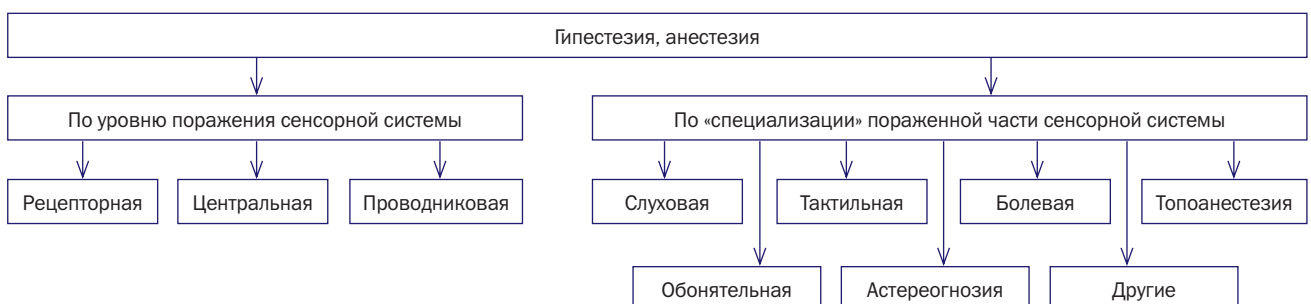 Гипестезия, анестезия
По уровню поражения сенсорной системы
По «специализации» пораженной части сенсорной системы
Рецепторная
Центральная
Проводниковая
Слуховая
Тактильная
Болевая
Топоанестезия
Обонятельная
Астереогнозия
Другие